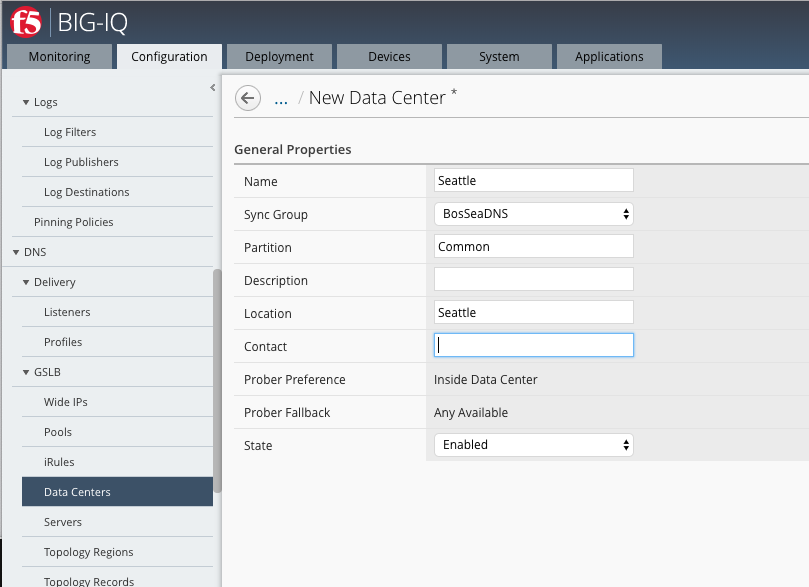 f5 BIG-IQ
Monitoring Configuration Deployment Devices System Applications
Logs
Log Filters
Log Publishers
Log Destinations
Pinning Policies
DNS
Delivery
Listeners
Profiles
GSLB
Wide IPs
Pools
iRules
Data Centers
Servers
Topology Regions
Topology Records
... / New Data Center *
General Properties
Name Seattle
Sync Group BosSeaDNS
Partition Common
Description
Location Seattle
Contact
Prober Preference Inside Data Center
Prober Fallback Any Available
State Enabled